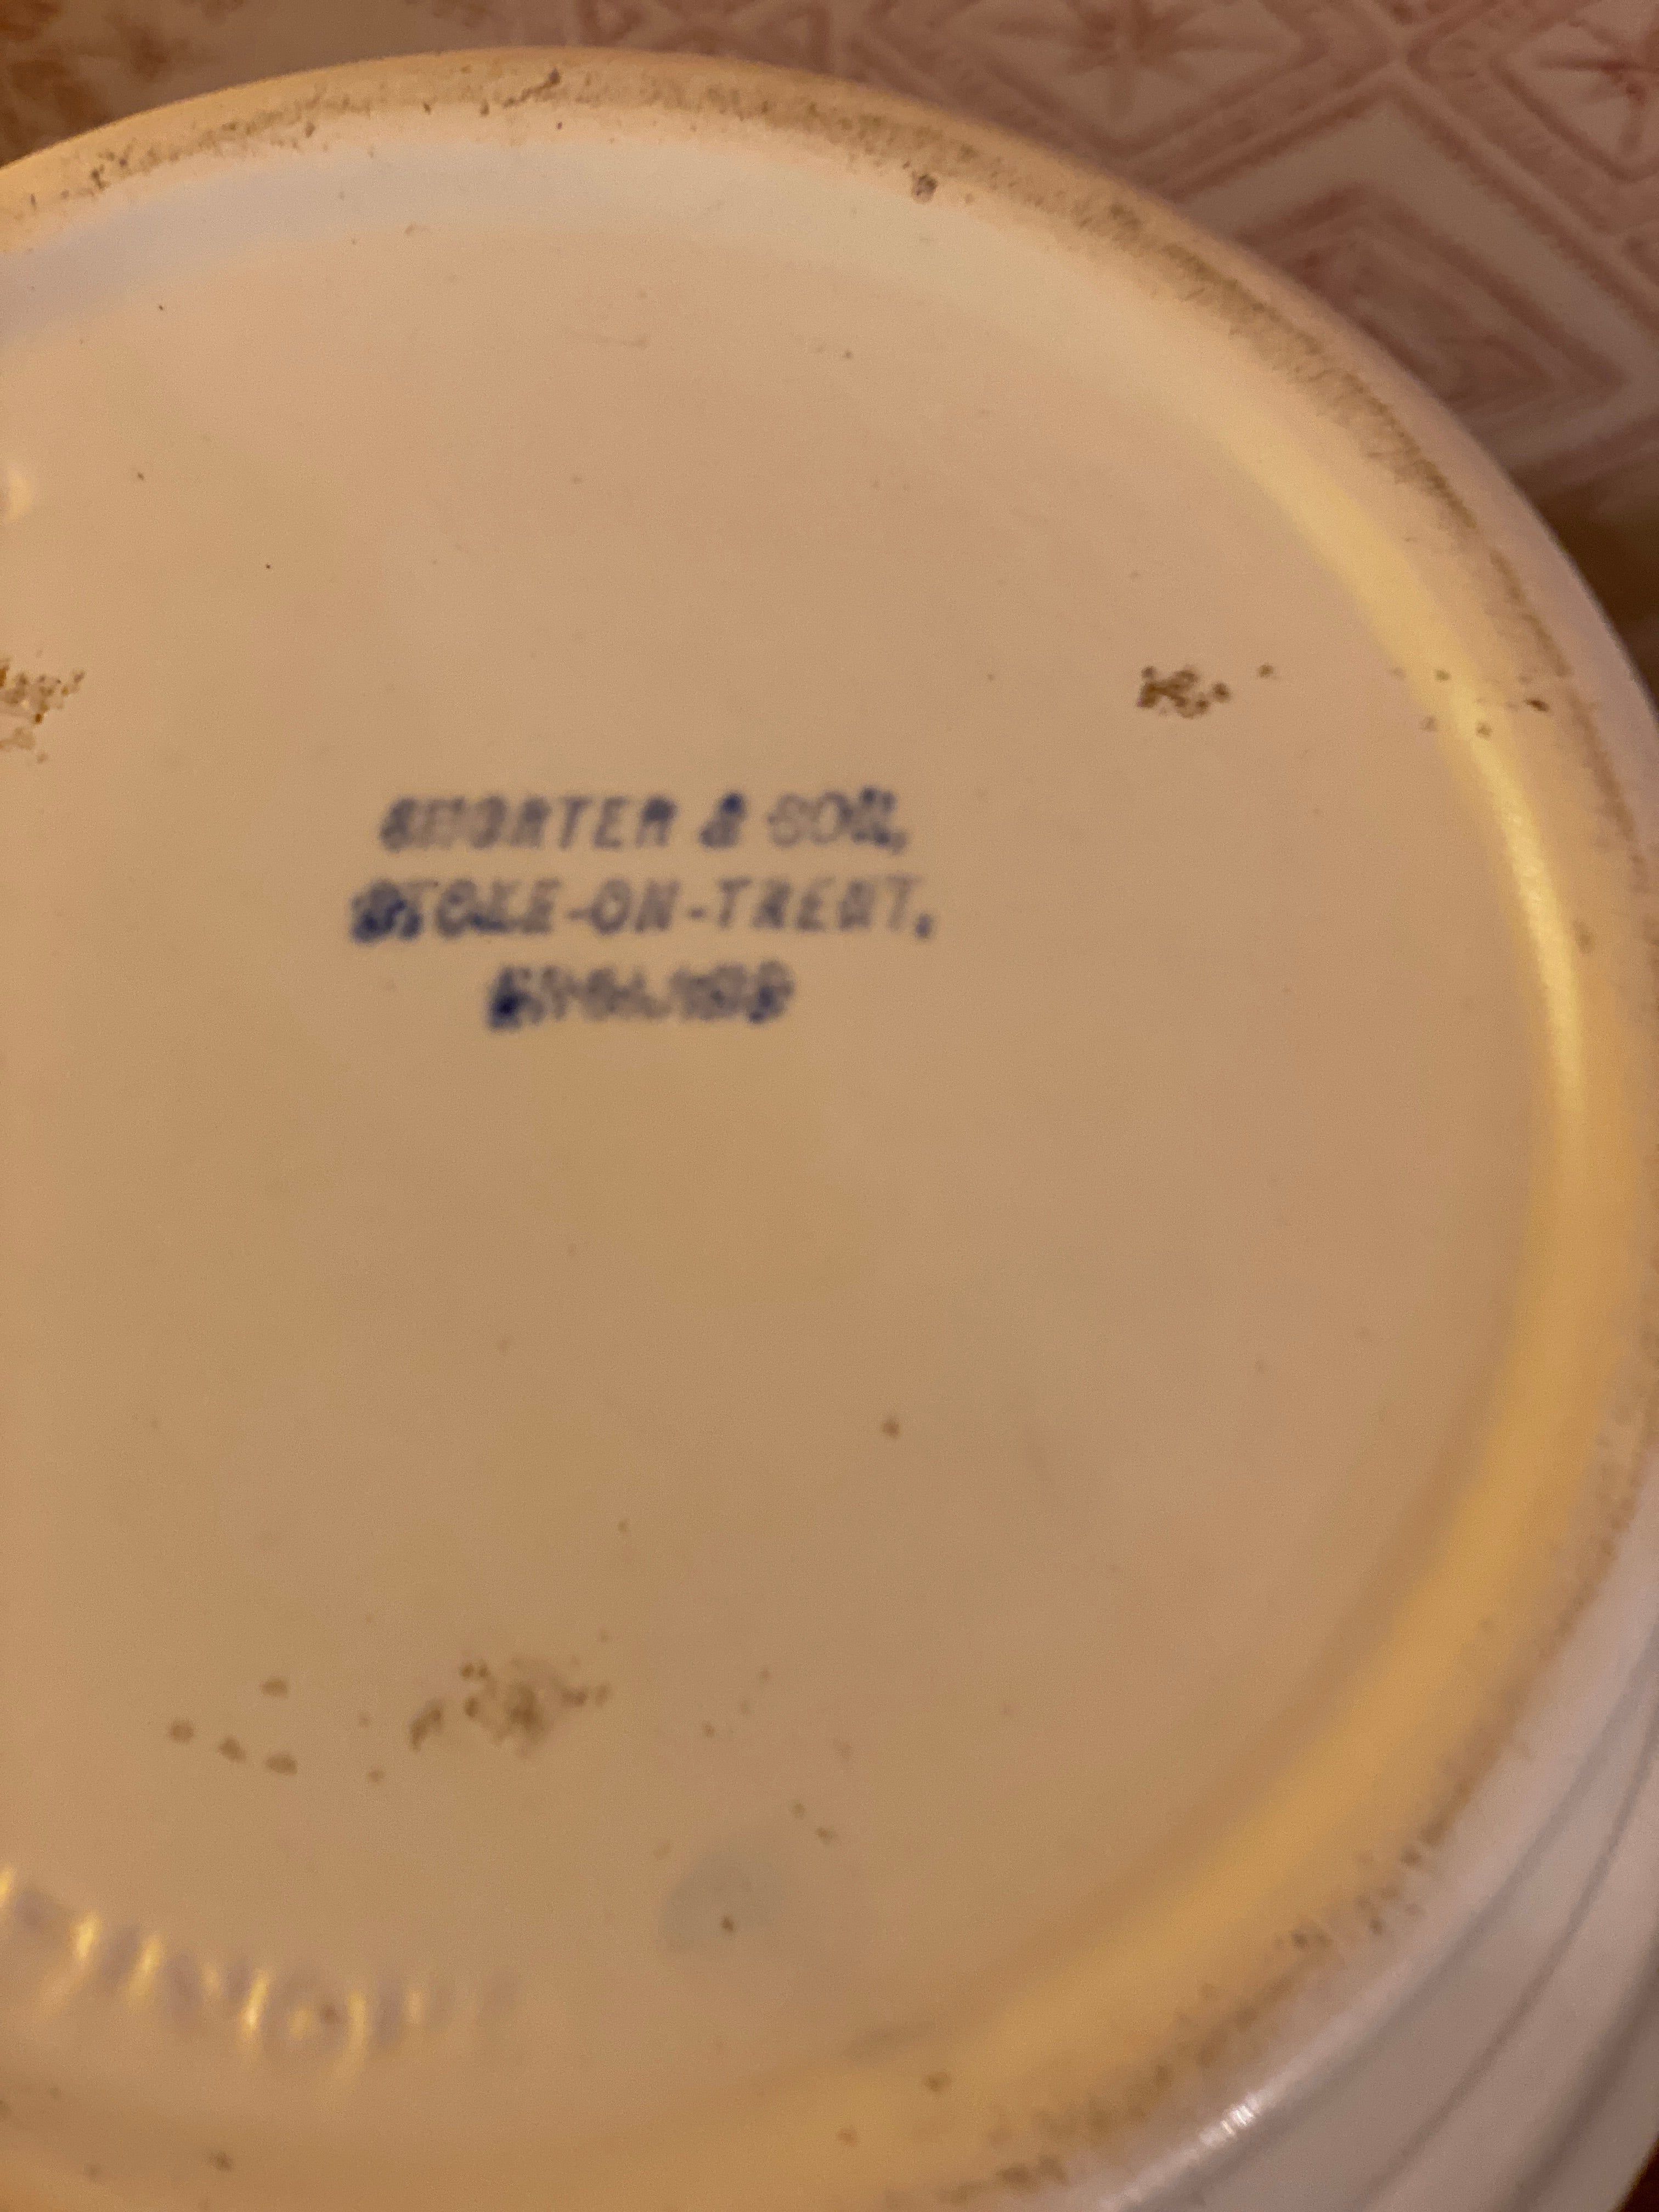 SHORTER & SON,
STOKE-ON-TRENT.
ENGLAND